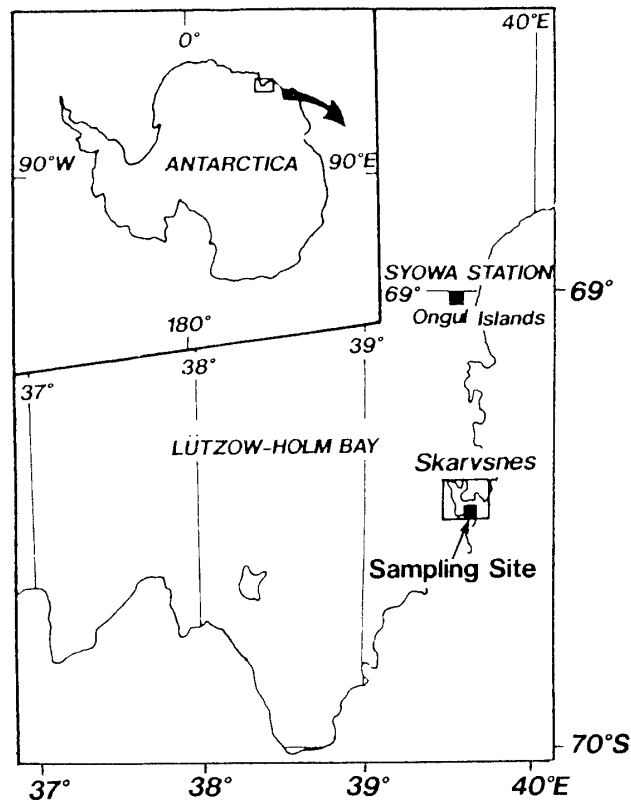 0°
40°E
90°W
ANTARCTICA
90°E
SYOWA STATION
69°
69°
Ongul Islands
180°
38°
39°
37°
LÜTZOW-HOLM BAY
Skarvsnes
Sampling Site
70°S
37°
38°
39°
40°E